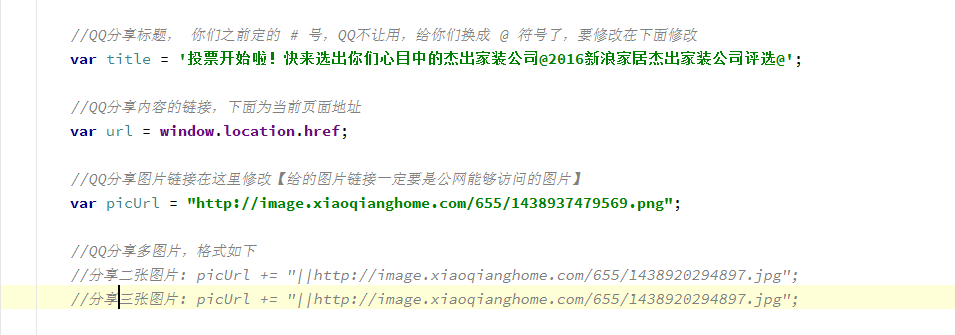 //QQ分享标题, 你们之前定的 # 号,QQ不让用,给你们换成 @ 符号了,要修改在下面修改
var title = '投票开始啦!快来选出你们心目中的杰出家装公司@2016新浪家居杰出家装公司评选@';
//QQ分享内容的链接,下面为当前页面地址
var url = window.location.href;
//QQ分享图片链接在这里修改【给的图片链接一定要是公网能够访问的图片】
var picUrl = "http://image.xiaoqianghome.com/655/1438937479569.png";
//QQ分享多图片,格式如下
//分享二张图片: picUrl += "||http://image.xiaoqianghome.com/655/1438920294897.jpg";
//分享三张图片: picUrl += "||http://image.xiaoqianghome.com/655/1438920294897.jpg";